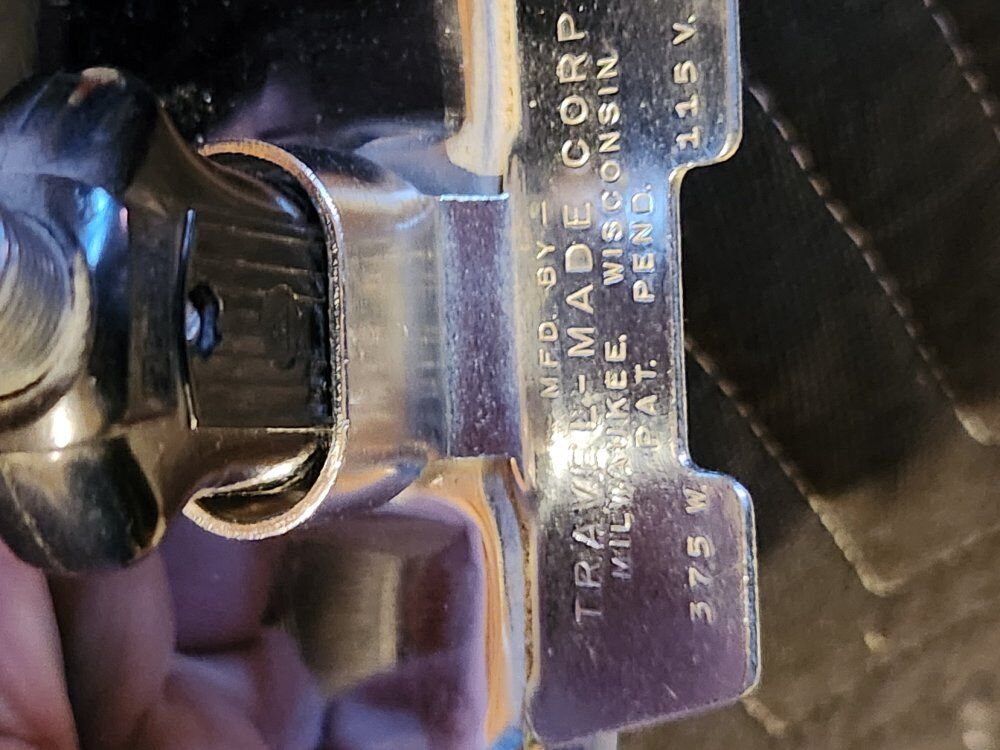 MFD. BY-
TRAVEL-MADE CORP
MILWAUKEE. WISCONSIN
PAT. PEND.
375 W 115 V.